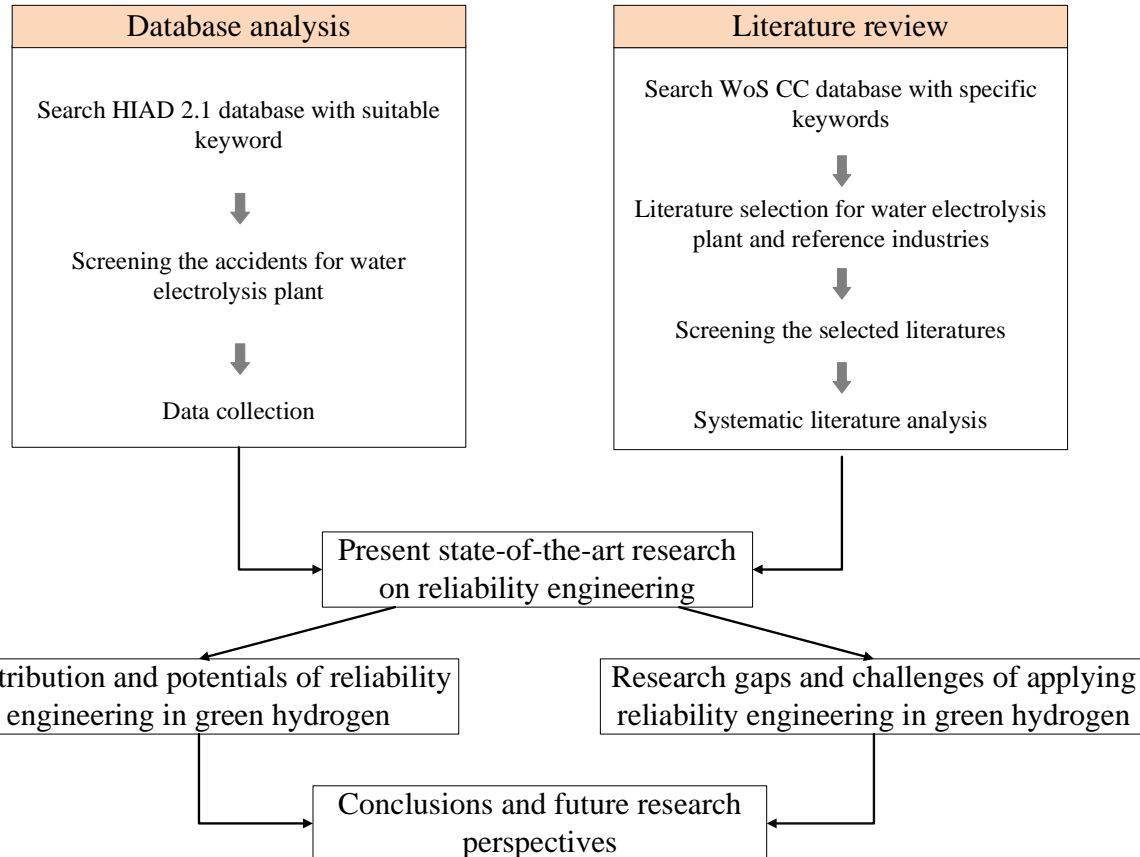 Database analysis
Search HIAD 2.1 database with suitable
keyword
Screening the accidents for water
electrolysis plant
Data collection
Literature review
Search WoS CC database with specific
keywords
Literature selection for water electrolysis
plant and reference industries
Screening the selected literatures
Systematic literature analysis
Present state-of-the-art research
on reliability engineering
tribution and potentials of reliability
engineering in green hydrogen
Research gaps and challenges of applying
reliability engineering in green hydrogen
Conclusions and future research
perspectives